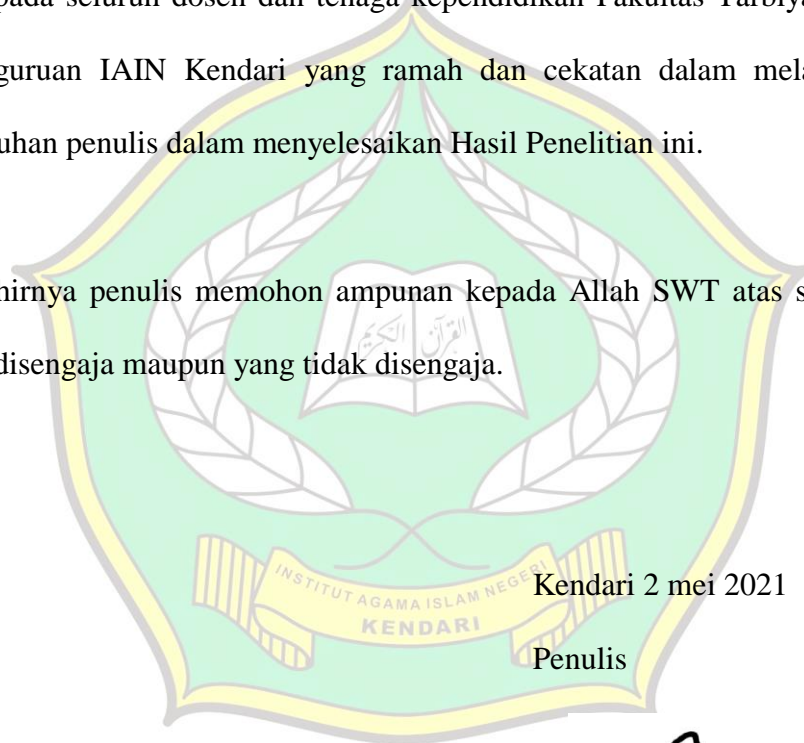 pada seluruh dosen dan tenaga kependidikan Fakultas Tarbiya
guruan IAIN Kendari yang ramah dan cekatan dalam mela
uhan penulis dalam menyelesaikan Hasil Penelitian ini.
hirnya penulis memohon ampunan kepada Allah SWT atas s
disengaja maupun yang tidak disengaja.
القرآن الكريم
INSTITUT AGAMA ISLAM NEGERI
KENDARI
Kendari 2 mei 2021
Penulis